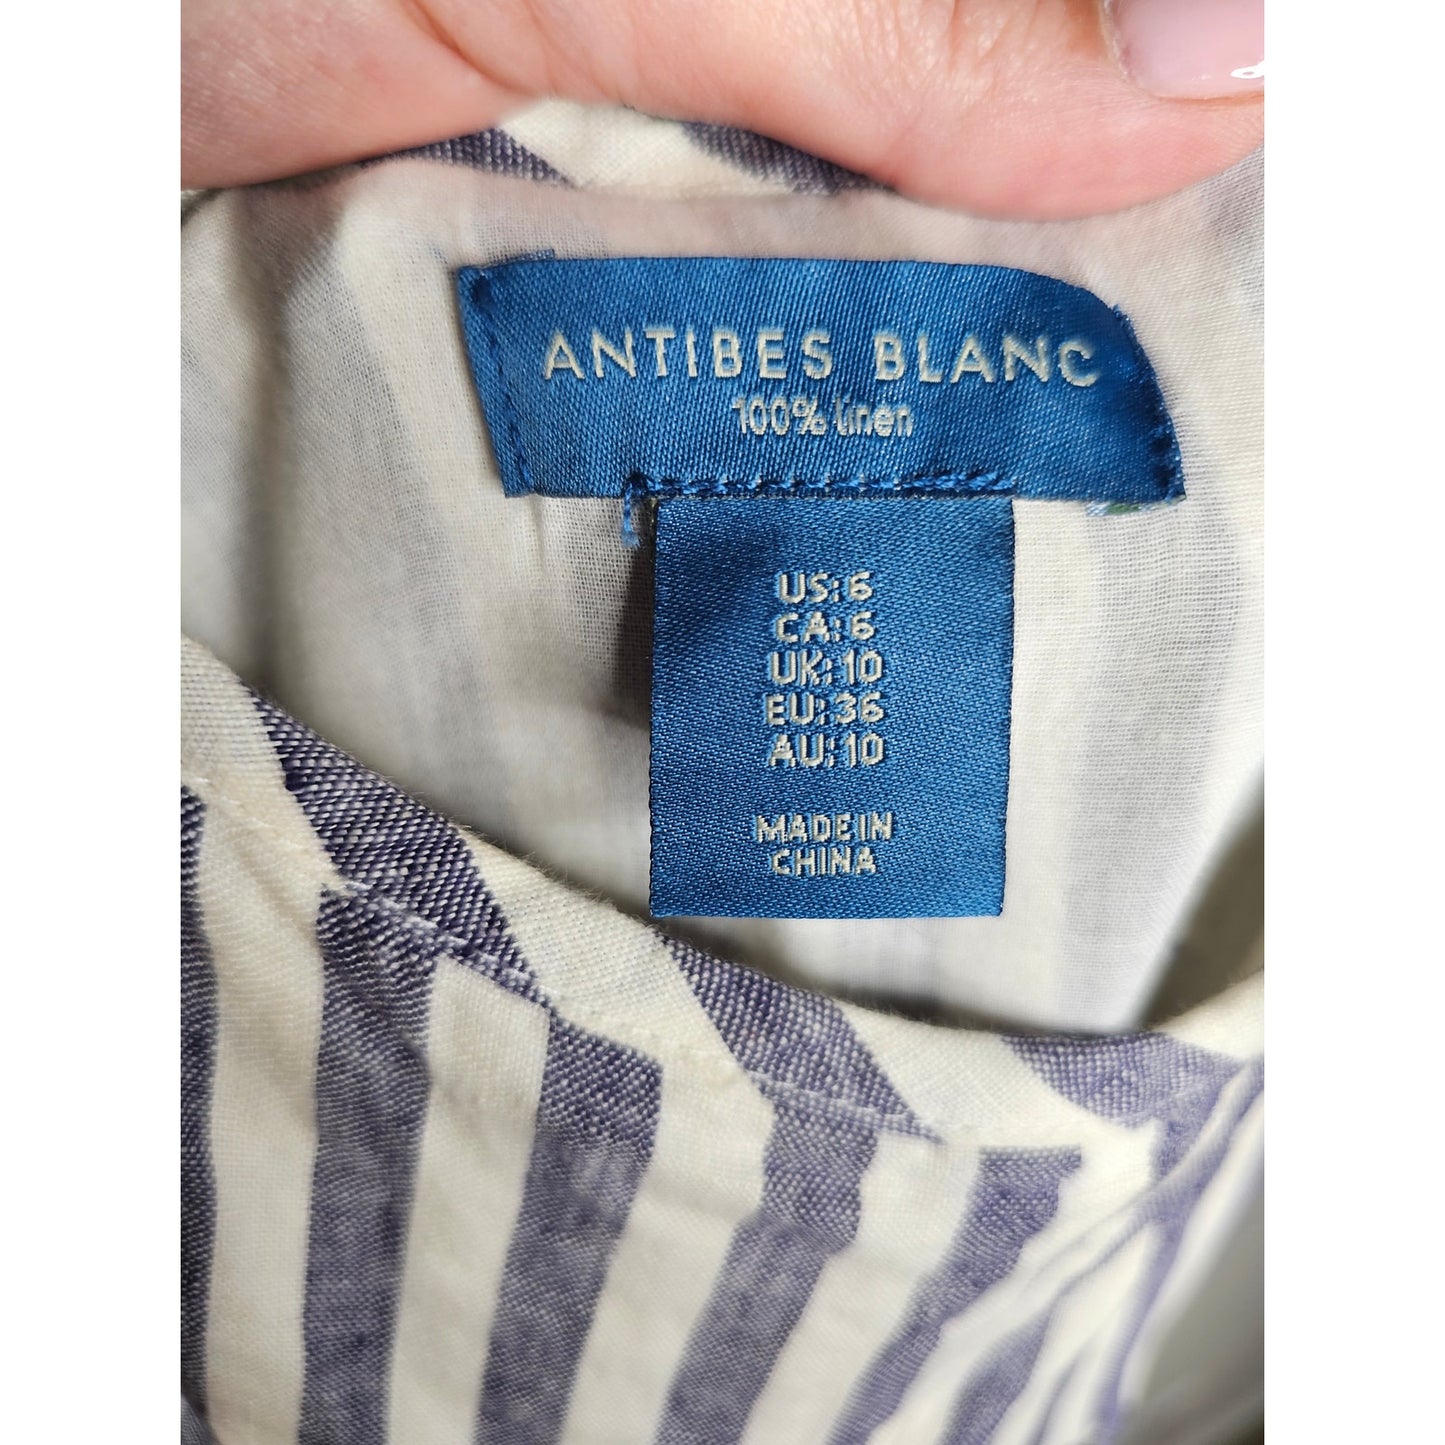 ANTIBES BLANC
100% linen
US: 6
CA: 6
UK: 10
EU: 36
AU: 10
MADE IN
CHINA